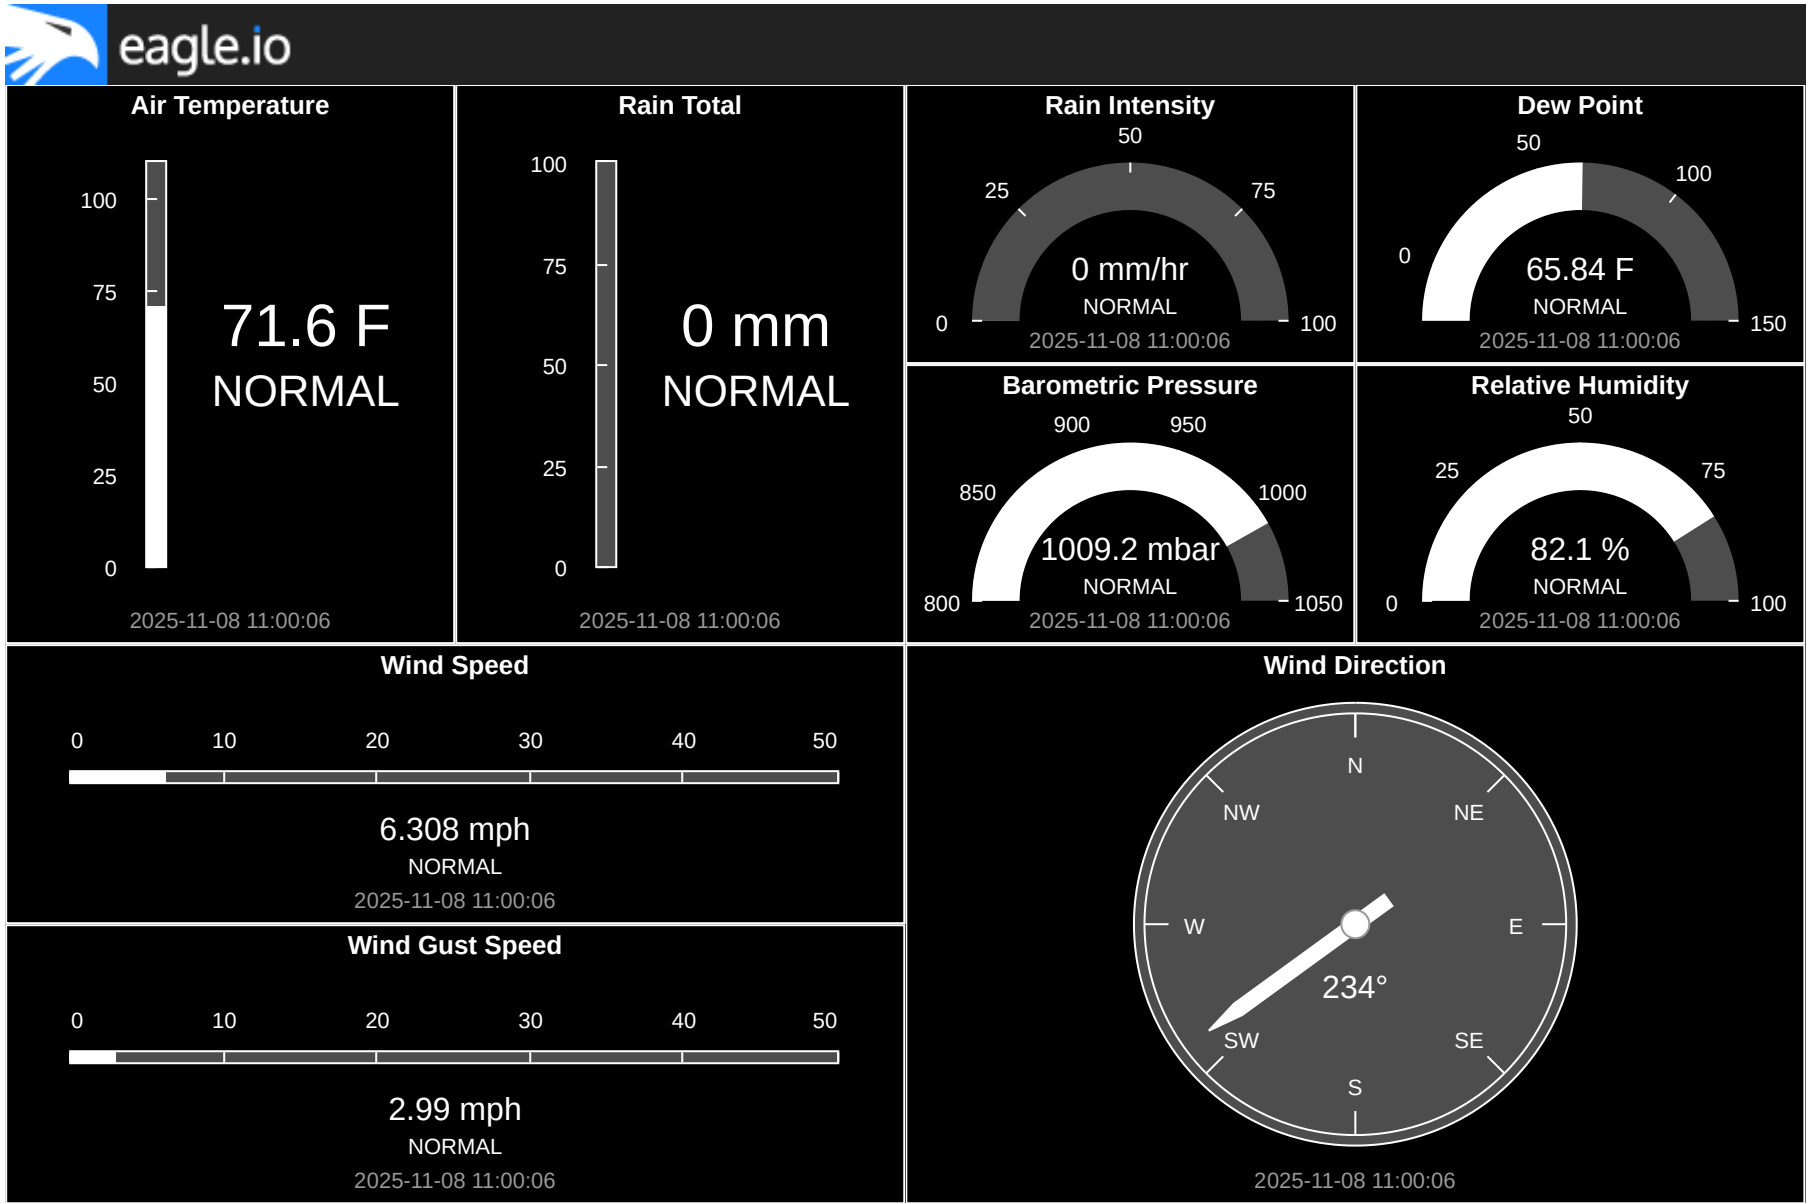 eagle.io
Air Temperature
100
75
50
25
0
71.6 F
NORMAL
2025-11-08 11:00:06
Rain Total
100
75
50
25
0
0 mm
NORMAL
2025-11-08 11:00:06
Rain Intensity
50
25
75
0
100
0 mm/hr
NORMAL
2025-11-08 11:00:06
Dew Point
50
100
0
150
65.84 F
NORMAL
2025-11-08 11:00:06
Barometric Pressure
900
950
850
1000
800
1050
1009.2 mbar
NORMAL
2025-11-08 11:00:06
Relative Humidity
50
25
75
0
100
82.1 %
NORMAL
2025-11-08 11:00:06
Wind Speed
0 10 20 30 40 50
6.308 mph
NORMAL
2025-11-08 11:00:06
Wind Gust Speed
0 10 20 30 40 50
2.99 mph
NORMAL
2025-11-08 11:00:06
Wind Direction
N
NW NE
W E
234°
SW SE
S
2025-11-08 11:00:06